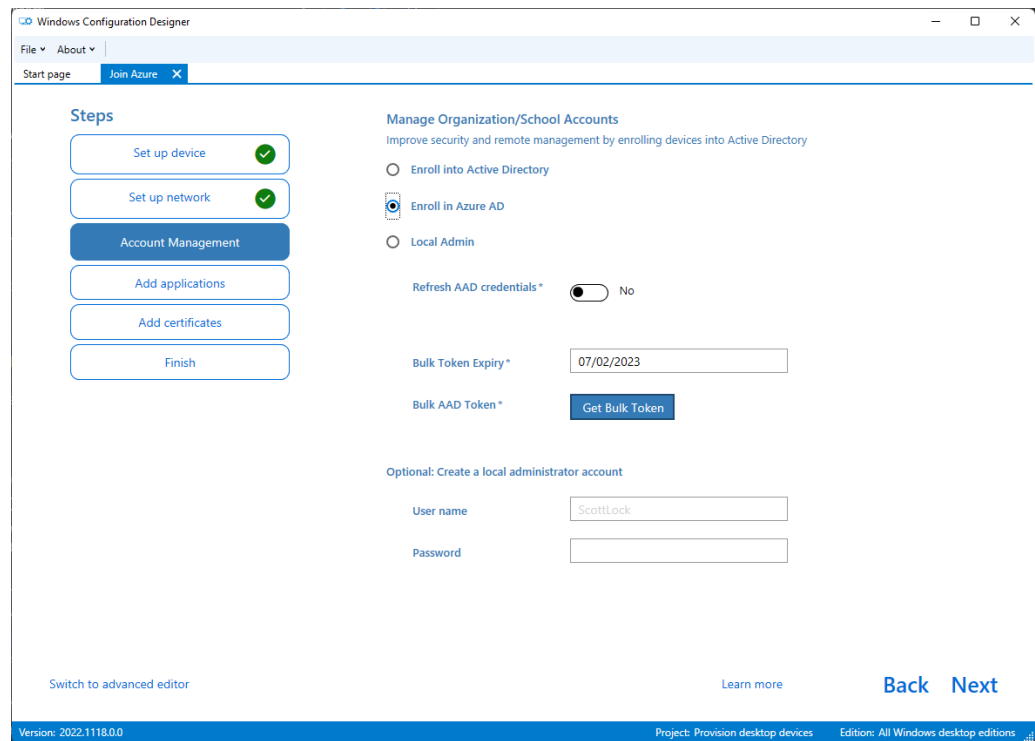 Windows Configuration Designer
File About
Start page Join Azure
Steps
Set up device
Set up network
Account Management
Add applications
Add certificates
Finish
Manage Organization/School Accounts
Improve security and remote management by enrolling devices into Active Directory
Enroll into Active Directory
Enroll in Azure AD
Local Admin
Refresh AAD credentials* No
Bulk Token Expiry* 07/02/2023
Bulk AAD Token* Get Bulk Token
Optional: Create a local administrator account
User name ScottLock
Password
Switch to advanced editor Learn more Back Next
Version: 2022.1118.0.0 Project: Provision desktop devices Edition: All Windows desktop editions